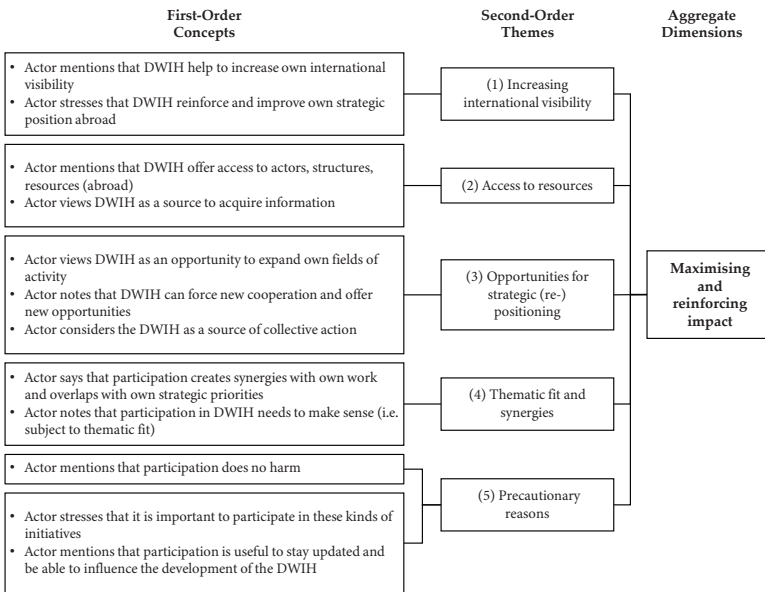 First-Order
Concepts
Second-Order
Themes
Aggregate
Dimensions
• Actor mentions that DWIH help to increase own international
visibility
• Actor stresses that DWIH reinforce and improve own strategic
position abroad
(1) Increasing
international visibility
• Actor mentions that DWIH offer access to actors, structures,
resources (abroad)
• Actor views DWIH as a source to acquire information
(2) Access to resources
• Actor views DWIH as an opportunity to expand own fields of
activity
• Actor notes that DWIH can force new cooperation and offer
new opportunities
• Actor considers the DWIH as a source of collective action
(3) Opportunities for
strategic (re-)
positioning
Maximising
and
reinforcing
impact
• Actor says that participation creates synergies with own work
and overlaps with own strategic priorities
• Actor notes that participation in DWIH needs to make sense (i.e.
subject to thematic fit)
(4) Thematic fit and
synergies
• Actor mentions that participation does no harm
• Actor stresses that it is important to participate in these kinds of
initiatives
• Actor mentions that participation is useful to stay updated and
be able to influence the development of the DWIH
(5) Precautionary
reasons